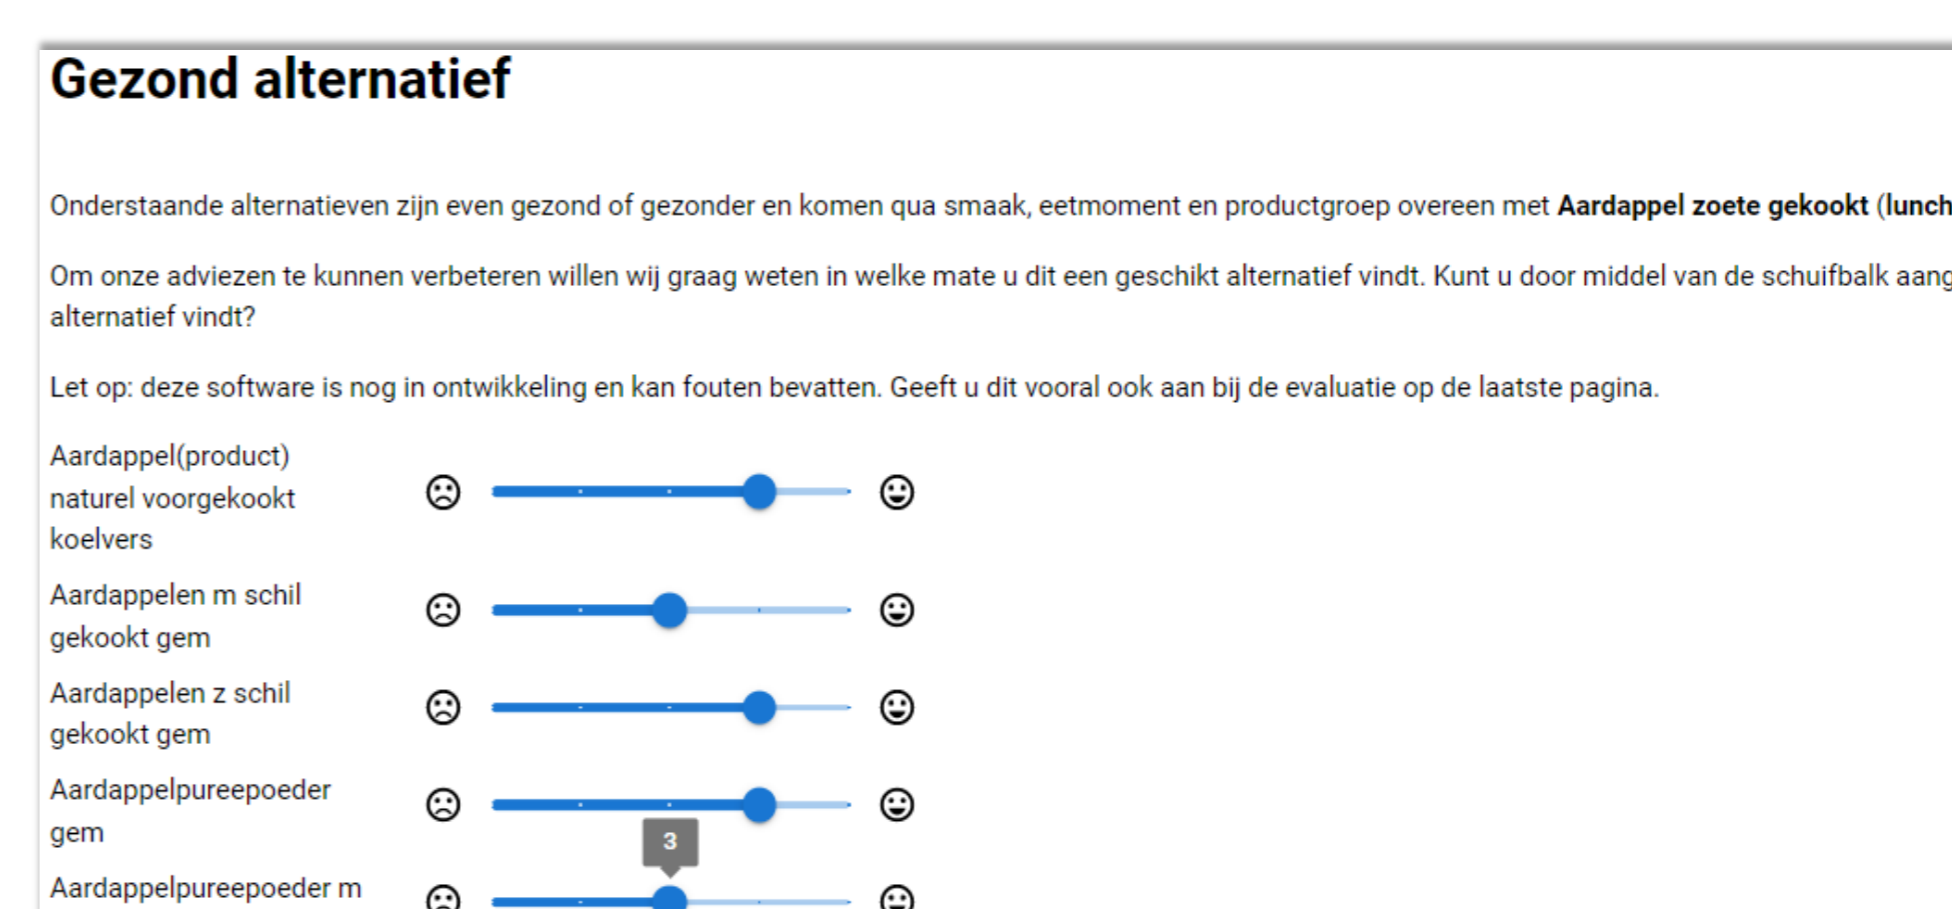 Gezond alternatief
Onderstaande alternatieven zijn even gezond of gezonder en komen qua smaak, eetmoment en productgroep overeen met Aardappel zoete gekookt (lunch
Om onze adviezen te kunnen verbeteren willen wij graag weten in welke mate u dit een geschikt alternatief vindt. Kunt u door middel van de schuifbalk aang
alternatief vindt?
Let op: deze software is nog in ontwikkeling en kan fouten bevatten. Geeft u dit vooral ook aan bij de evaluatie op de laatste pagina.
Aardappel(product)
naturel voorgekookt
koelvers
Aardappelen m schil
gekookt gem
Aardappelen z schil
gekookt gem
Aardappelpureepoeder
gem
3
Aardappelpureepoeder m